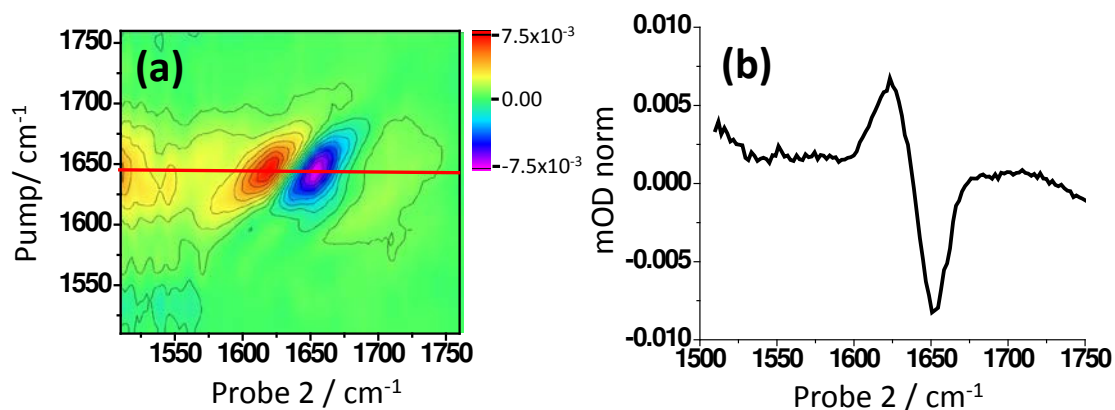 (a)
1750
1700
1650
1600
1550
Pump/ cm⁻¹
1550 1600 1650 1700 1750
Probe 2 / cm⁻¹
7.5x10⁻³
0.00
-7.5x10⁻³
(b)
0.010
0.005
0.000
-0.005
-0.010
mOD norm
1500 1550 1600 1650 1700 1750
Probe 2 / cm⁻¹